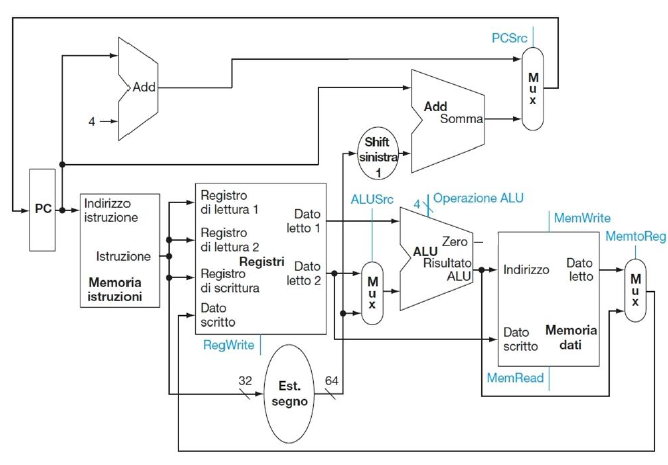 PCSrc
Add
4
Mux
Add
Somma
Shift
sinistra
1
PC
Indirizzo
istruzione
Istruzione
Memoria
istruzioni
Registro
di lettura 1
Registro
di lettura 2
Registro
di scrittura
Dato
scritto
Registri
Dato
letto 1
Dato
letto 2
RegWrite
ALUSrc
Mux
4
Operazione ALU
ALU
Zero
Risultato
ALU
MemWrite
MemtoReg
Indirizzo
Dato
letto
Dato
scritto
Memoria
dati
Mux
MemRead
32
Est.
segno
64